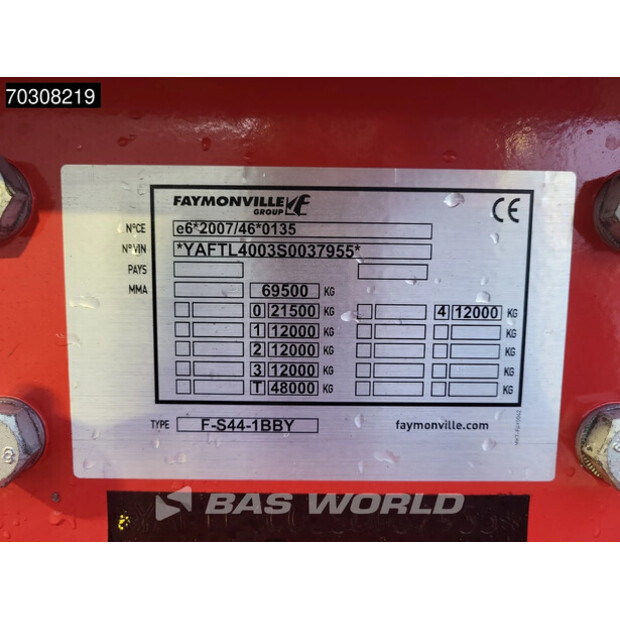 70308219
FAYMONVILLE
GROUP
CE
N°CE e6*2007/46*0135
N°VIN *YAFTL4003S0037955*
PAYS
MMA 69500 KG
0 21500 KG 4 12000 KG
1 12000 KG KG
2 12000 KG KG
3 12000 KG KG
T 48000 KG KG
TYPE F-S44-1BBY faymonville.com
BAS WORLD